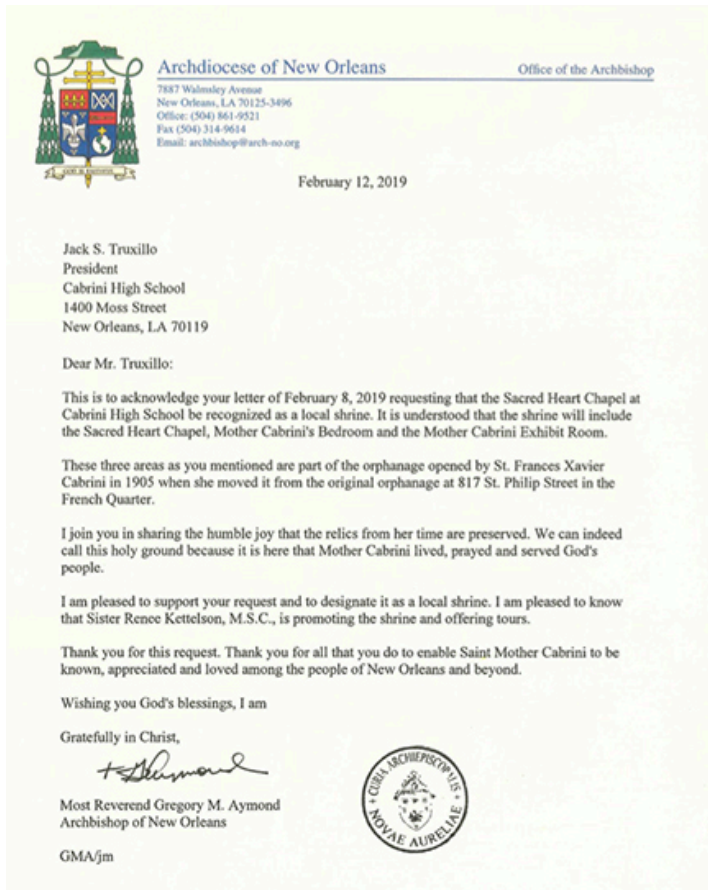 Archdiocese of New Orleans
Office of the Archbishop
7887 Walmsley Avenue
New Orleans, LA 70125-3496
Office: (504) 861-9521
Fax (504) 314-9614
Email: archbishop@arch-no.org
February 12, 2019
Jack S. Truxillo
President
Cabrini High School
1400 Moss Street
New Orleans, LA 70119
Dear Mr. Truxillo:
This is to acknowledge your letter of February 8, 2019 requesting that the Sacred Heart Chapel at
Cabrini High School be recognized as a local shrine. It is understood that the shrine will include
the Sacred Heart Chapel, Mother Cabrini's Bedroom and the Mother Cabrini Exhibit Room.
These three areas as you mentioned are part of the orphanage opened by St. Frances Xavier
Cabrini in 1905 when she moved it from the original orphanage at 817 St. Philip Street in the
French Quarter.
I join you in sharing the humble joy that the relics from her time are preserved. We can indeed
call this holy ground because it is here that Mother Cabrini lived, prayed and served God's
people.
I am pleased to support your request and to designate it as a local shrine. I am pleased to know
that Sister Renee Kettelson, M.S.C., is promoting the shrine and offering tours.
Thank you for this request. Thank you for all that you do to enable Saint Mother Cabrini to be
known, appreciated and loved among the people of New Orleans and beyond.
Wishing you God's blessings, I am
Gratefully in Christ,
Most Reverend Gregory M. Aymond
Archbishop of New Orleans
GMA/jm
CURIA ARCHIEPISCOPALIS
NOVAE AURELIAE